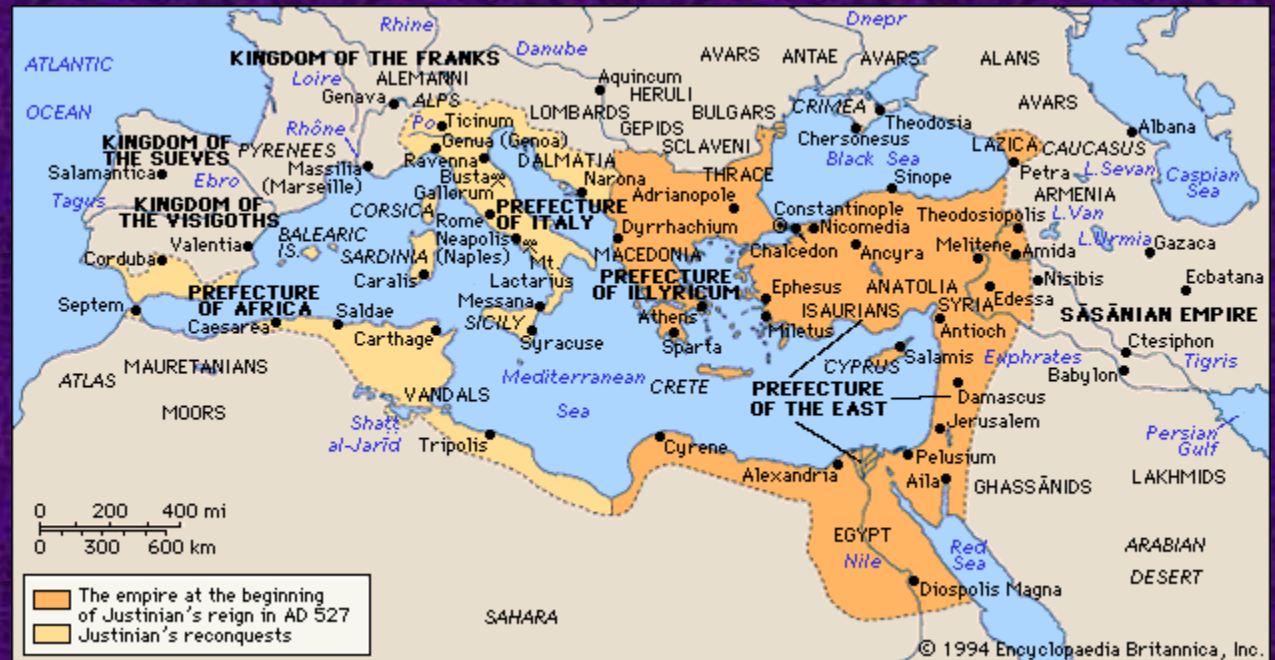 Rhine
Dnepr
ATLANTIC
OCEAN
KINGDOM OF THE FRANKS
Danube
AVARS
ANTAE
AVARS
ALANS
Loire
ALEMANNI
Genava
ALPS
Aquincum
HERULI
LOMBARDS
BULGARS
CRIMEA
AVARS
Po
Ticinum
GEPIDS
Theodosia
Rhône
Genua (Genoa)
SCLAVENI
Chersonesus
Albana
KINGDOM OF
THE SUEVES
PYRENEES
Ravenna
DALMATIA
Black Sea
LAZICA
CAUCASUS
Salamantica
Massilia
(Marseille)
Busta
Gallorum
Narona
THRACE
Petra
L.Sevan
Caspian
Sea
Ebro
Adrianopole
Sinope
ARMENIA
Tagus
KINGDOM OF
THE VISIGOTHS
CORSICA
Rome
PREFECTURE
OF ITALY
Dyrrhachium
Constantinople
Theodosiopolis
L.Van
Valentia
BALEARIC
IS.
SARDINIA
Neapolis
(Naples)
Nicomedia
L.Urmia
Corduba
Mt.
Lactarius
MACEDONIA
Chalcedon
Ancyra
Melitene
Amida
Gazaca
Caralis
PREFECTURE
OF ILLYRICUM
Ephesus
ANATOLIA
Nisibis
Ecbatana
Septem
PREFECTURE
OF AFRICA
Messana
ISAURIANS
SYRIA
Edessa
Caesarea
Saldae
SICILY
Athens
Miletus
Antioch
SĀSĀNIAN EMPIRE
Carthage
Syracuse
Sparta
Ctesiphon
MAURETANIANS
Salamis
Euphrates
Tigris
ATLAS
Mediterranean
Sea
CRETE
CYPRUS
Babylon
MOORS
VANDALS
PREFECTURE
OF THE EAST
Damascus
Shaṭṭ
al-Jarīd
Tripolis
Cyrene
Jerusalem
Persian
Gulf
Alexandria
Pelusium
Aila
GHASSĀNIDS
LAKHMIDS
0 200 400 mi
0 300 600 km
EGYPT
Nile
Red
Sea
ARABIAN
DESERT
The empire at the beginning
of Justinian's reign in AD 527
Justinian's reconquests
SAHARA
Diospolis Magna
© 1994 Encyclopaedia Britannica, Inc.